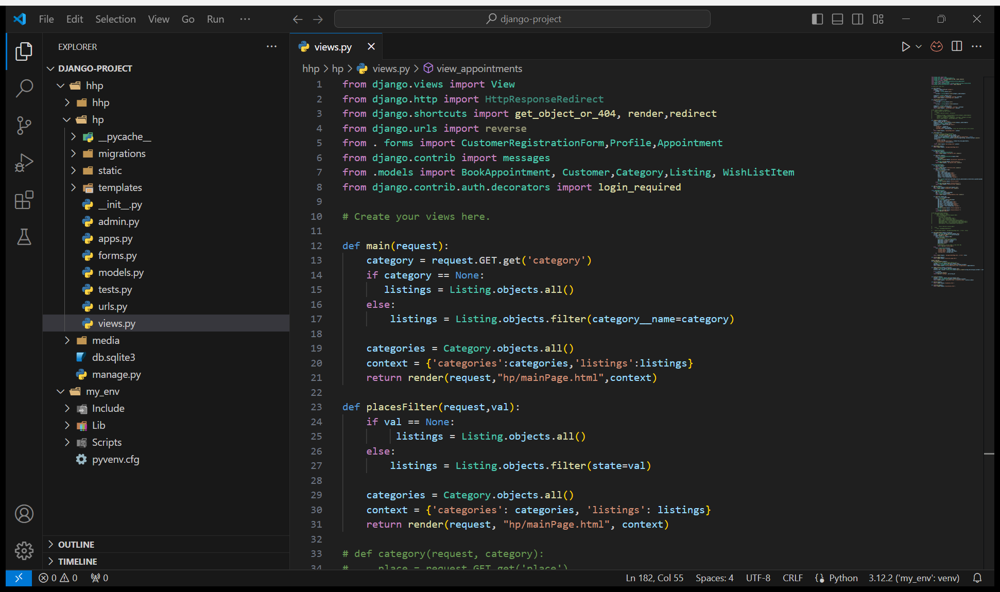 File Edit Selection View Go Run ··· django-project
EXPLORER ···
DJANGO-PROJECT
hhp
hhp
hp
__pycache__
migrations
static
templates
__init__.py
admin.py
apps.py
forms.py
models.py
tests.py
urls.py
views.py
media
db.sqlite3
manage.py
my_env
Include
Lib
Scripts
pyvenv.cfg
OUTLINE
TIMELINE
views.py
hhp > hp > views.py > view_appointments
1 from django.views import View
2 from django.http import HttpResponseRedirect
3 from django.shortcuts import get_object_or_404, render,redirect
4 from django.urls import reverse
5 from . forms import CustomerRegistrationForm,Profile,Appointment
6 from django.contrib import messages
7 from .models import BookAppointment, Customer,Category,Listing, WishListItem
8 from django.contrib.auth.decorators import login_required
9
10 # Create your views here.
11
12 def main(request):
13     category = request.GET.get('category')
14     if category == None:
15        listings = Listing.objects.all()
16     else:
17         listings = Listing.objects.filter(category__name=category)
18
19     categories = Category.objects.all()
20     context = {'categories':categories,'listings':listings}
21     return render(request,"hp/mainPage.html",context)
22
23 def placesFilter(request,val):
24     if val == None:
25          listings = Listing.objects.all()
26     else:
27         listings = Listing.objects.filter(state=val)
28
29     categories = Category.objects.all()
30     context = {'categories': categories, 'listings': listings}
31     return render(request, "hp/mainPage.html", context)
32
33 # def category(request, category):
34 #     place = request.GET.get('place')
0 0 0 Ln 182, Col 55 Spaces: 4 UTF-8 CRLF Python 3.12.2 ('my_env': venv)